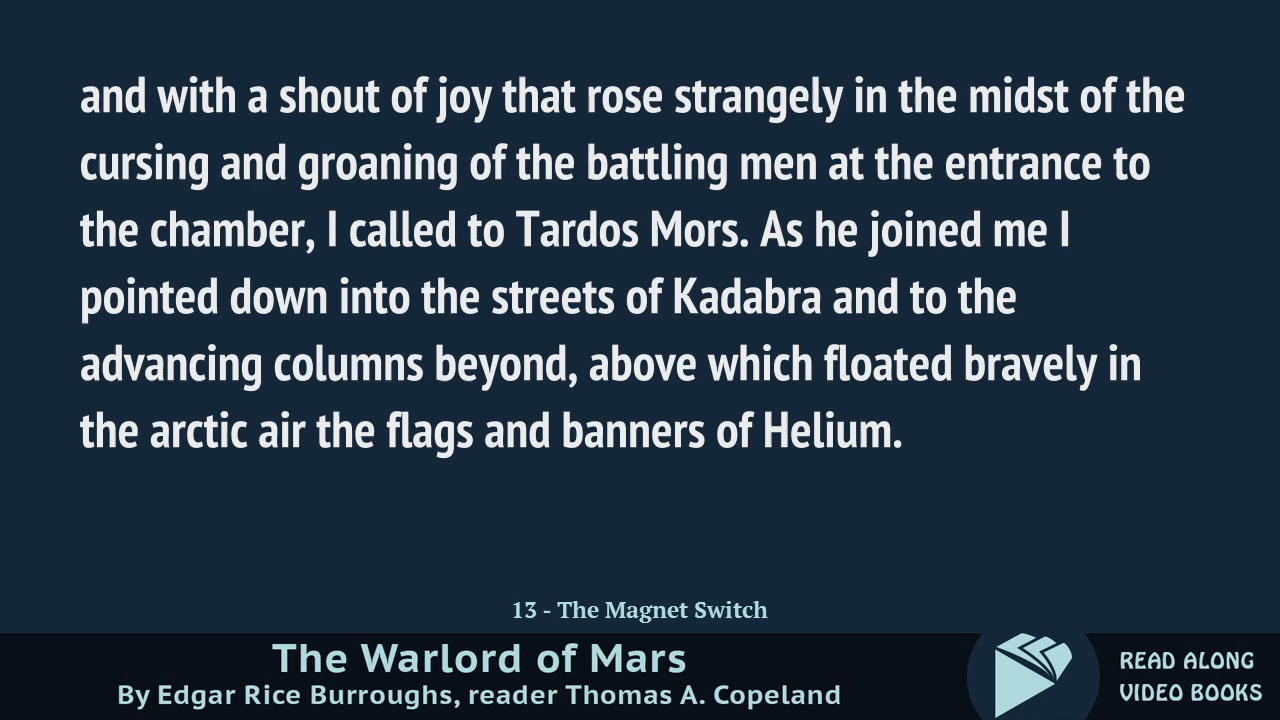 and with a shout of joy that rose strangely in the midst of the
cursing and groaning of the battling men at the entrance to
the chamber, I called to Tardos Mors. As he joined me I
pointed down into the streets of Kadabra and to the
advancing columns beyond, above which floated bravely in
the arctic air the flags and banners of Helium.
13 - The Magnet Switch
The Warlord of Mars
By Edgar Rice Burroughs, reader Thomas A. Copeland
READ ALONG
VIDEO BOOKS